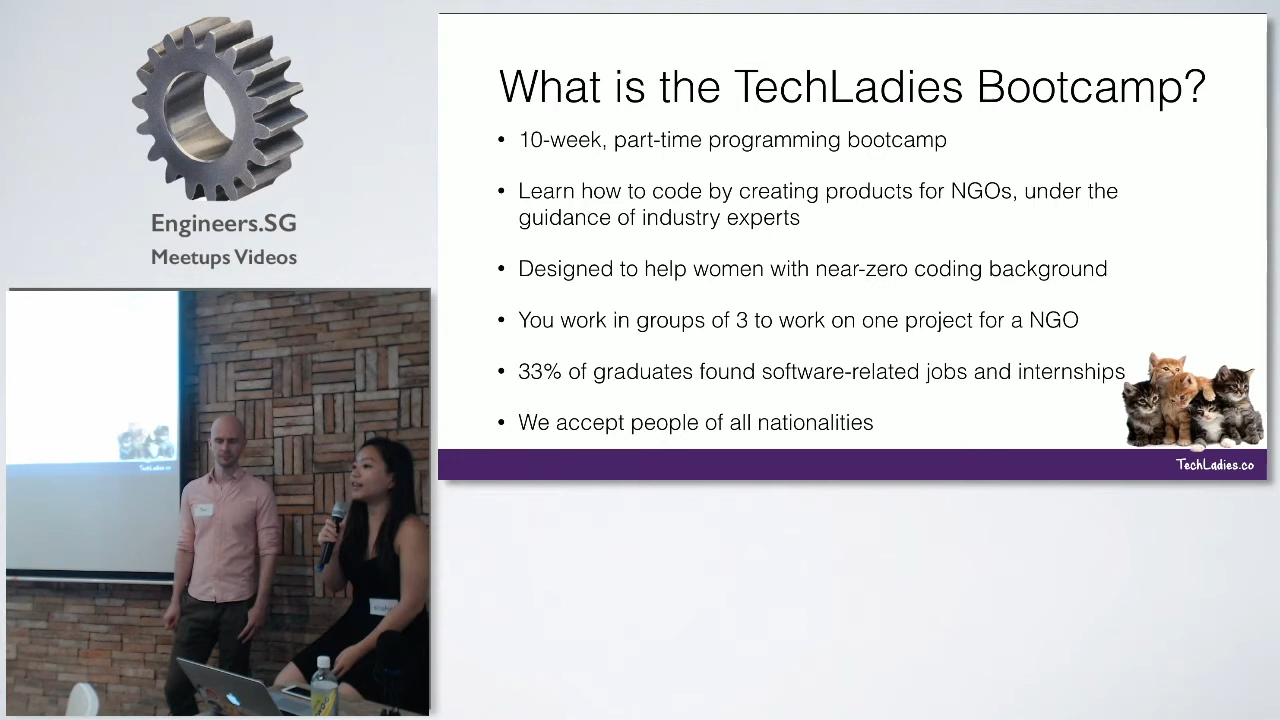 Engineers.SG
Meetups Videos
What is the TechLadies Bootcamp?
• 10-week, part-time programming bootcamp
• Learn how to code by creating products for NGOs, under the
guidance of industry experts
• Designed to help women with near-zero coding background
• You work in groups of 3 to work on one project for a NGO
• 33% of graduates found software-related jobs and internships
• We accept people of all nationalities
TechLadies.co
TechLadies.co